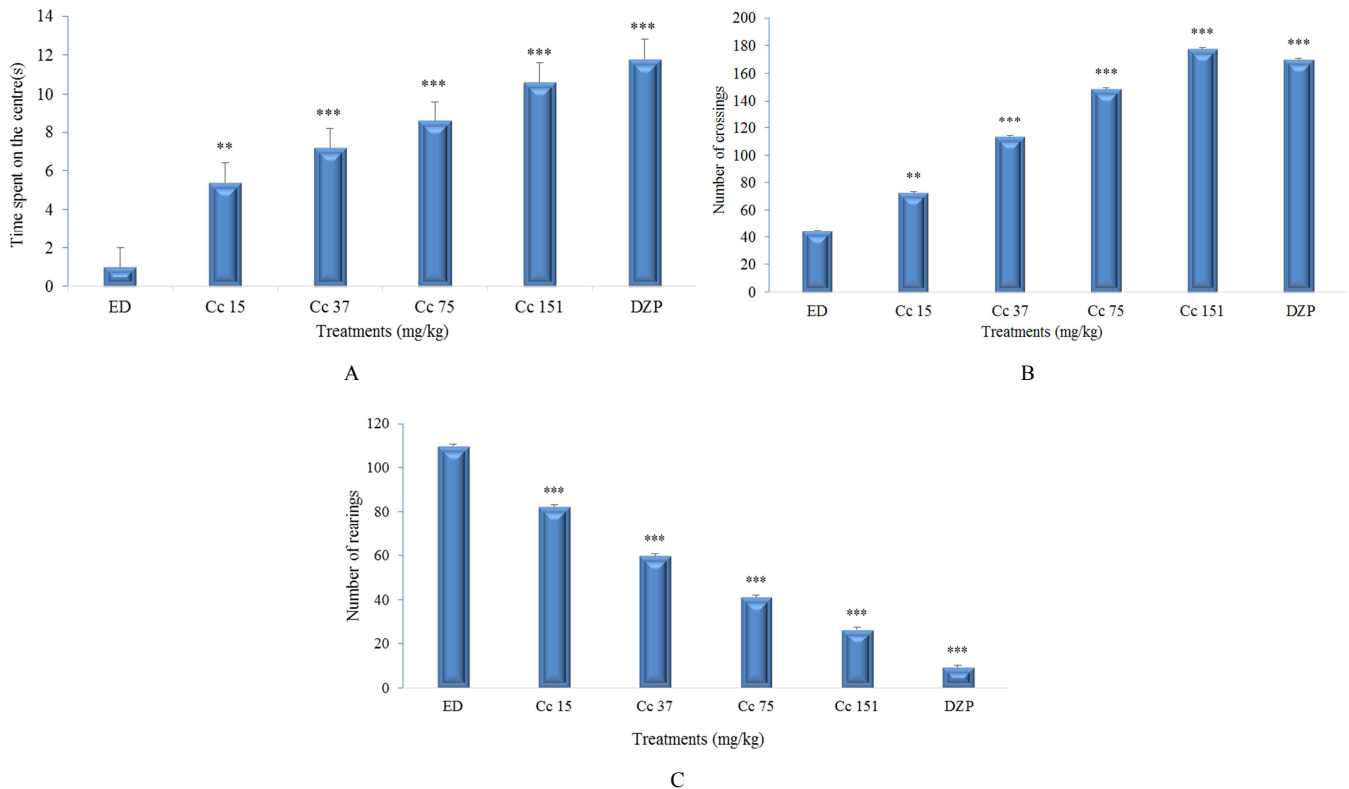 Time spent on the centre(s)
14
12
10
8
6
4
2
0
**
***
***
***
***
ED
Cc 15
Cc 37
Cc 75
Cc 151
DZP
Treatments (mg/kg)
A
Number of crossings
200
180
160
140
120
100
80
60
40
20
0
**
***
***
***
***
ED
Cc 15
Cc 37
Cc 75
Cc 151
DZP
Treatments (mg/kg)
B
Number of rearings
120
100
80
60
40
20
0
***
***
***
***
***
ED
Cc 15
Cc 37
Cc 75
Cc 151
DZP
Treatments (mg/kg)
C